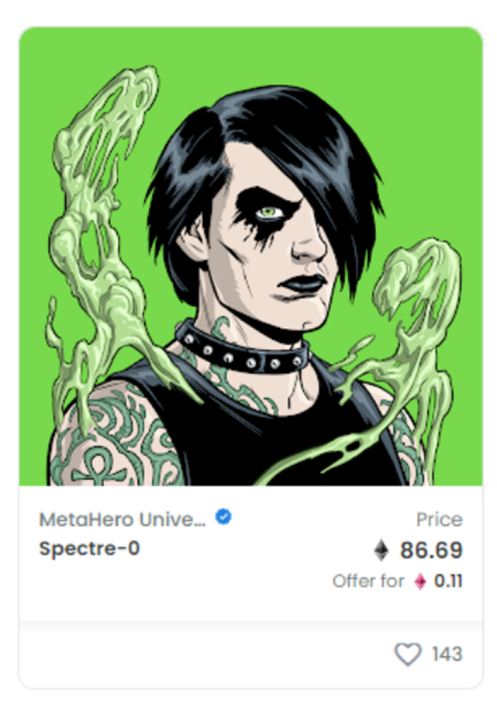 MetaHero Unive...
Price
Spectre-0
86.69
Offer for 0.11
143